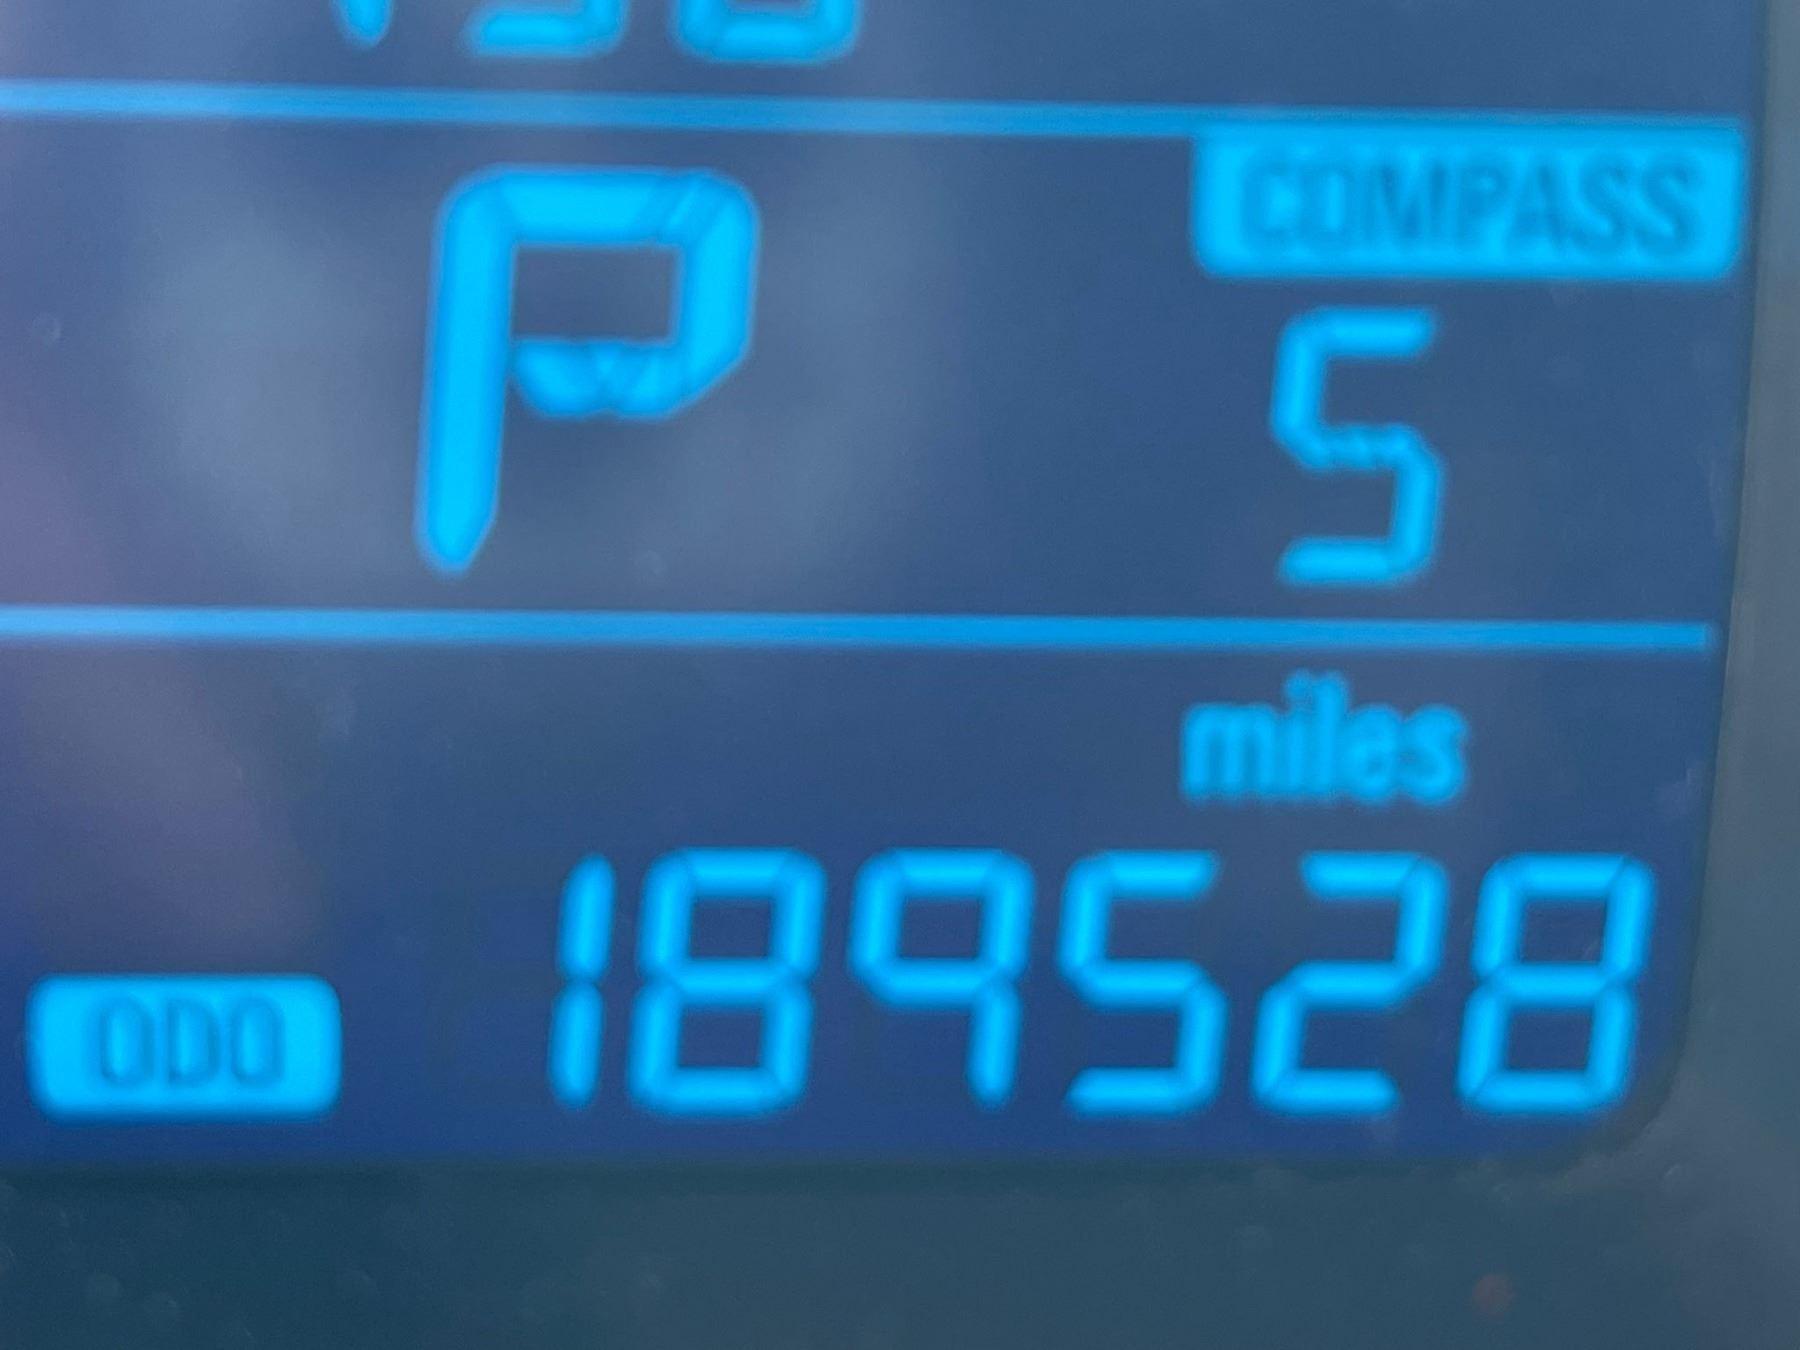 P
COMPASS
S
miles
ODO 189528